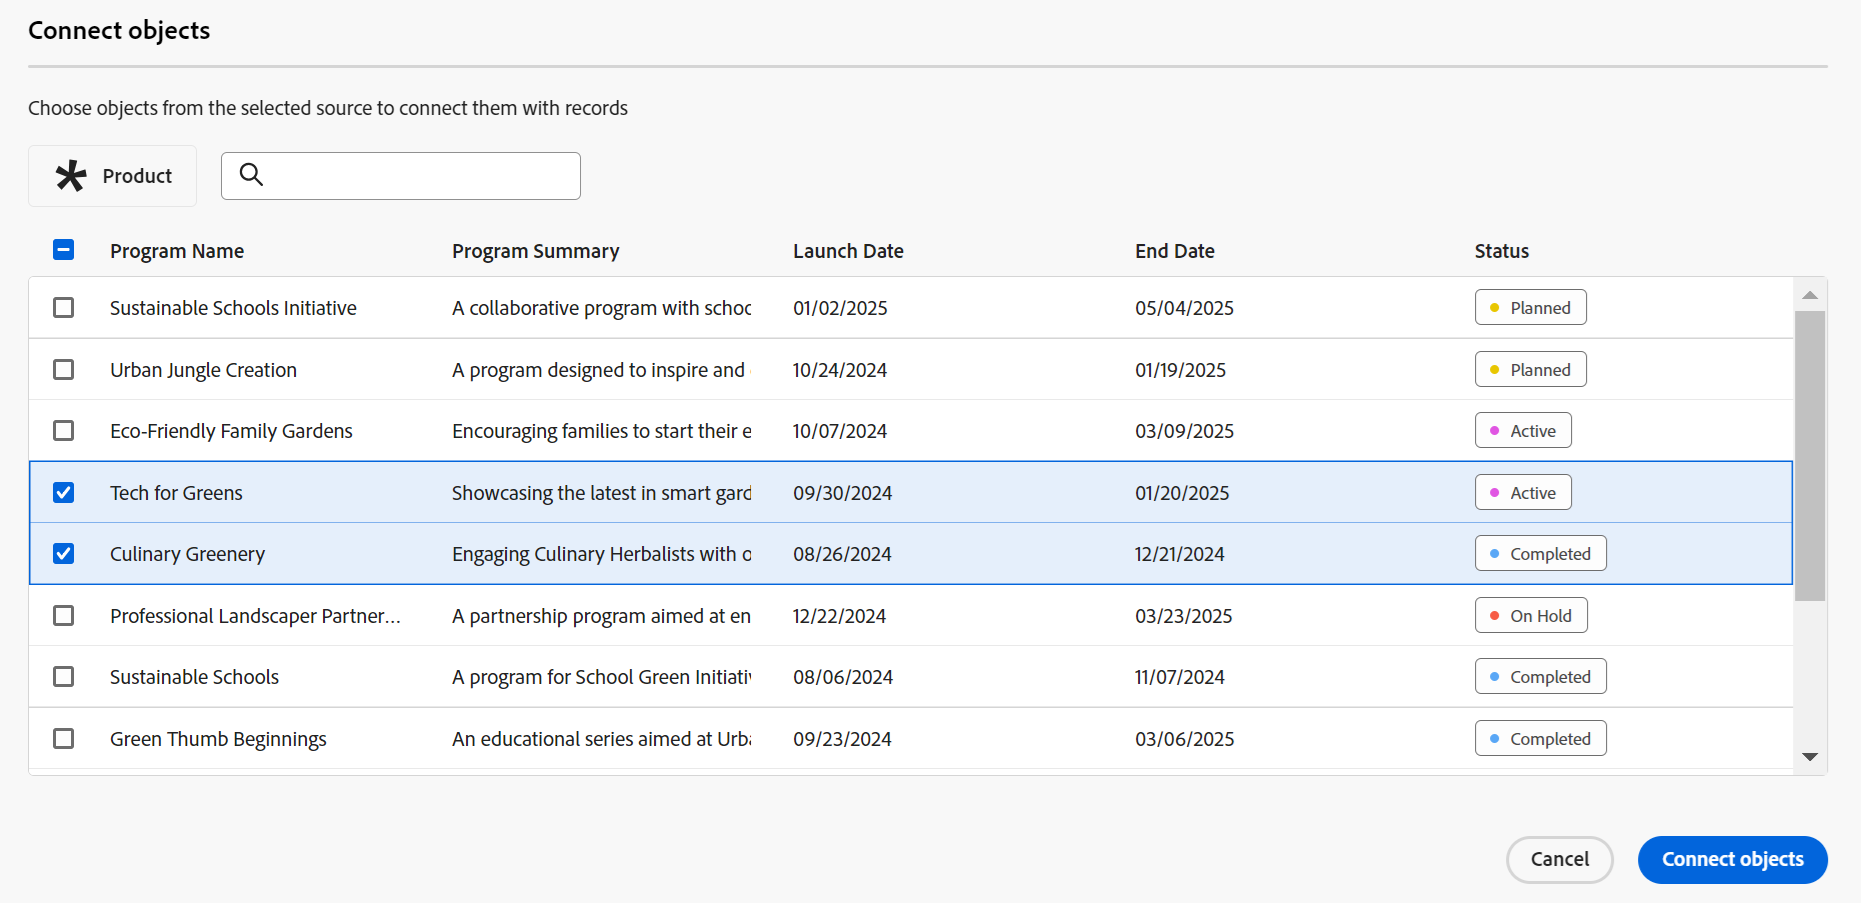 Connect objects
Choose objects from the selected source to connect them with records
Product
Program Name Program Summary Launch Date End Date Status
Sustainable Schools Initiative A collaborative program with schoc 01/02/2025 05/04/2025 Planned
Urban Jungle Creation A program designed to inspire and 10/24/2024 01/19/2025 Planned
Eco-Friendly Family Gardens Encouraging families to start their e 10/07/2024 03/09/2025 Active
Tech for Greens Showcasing the latest in smart gard 09/30/2024 01/20/2025 Active
Culinary Greenery Engaging Culinary Herbalists with o 08/26/2024 12/21/2024 Completed
Professional Landscaper Partner... A partnership program aimed at en 12/22/2024 03/23/2025 On Hold
Sustainable Schools A program for School Green Initiativ 08/06/2024 11/07/2024 Completed
Green Thumb Beginnings An educational series aimed at Urba 09/23/2024 03/06/2025 Completed
Cancel Connect objects